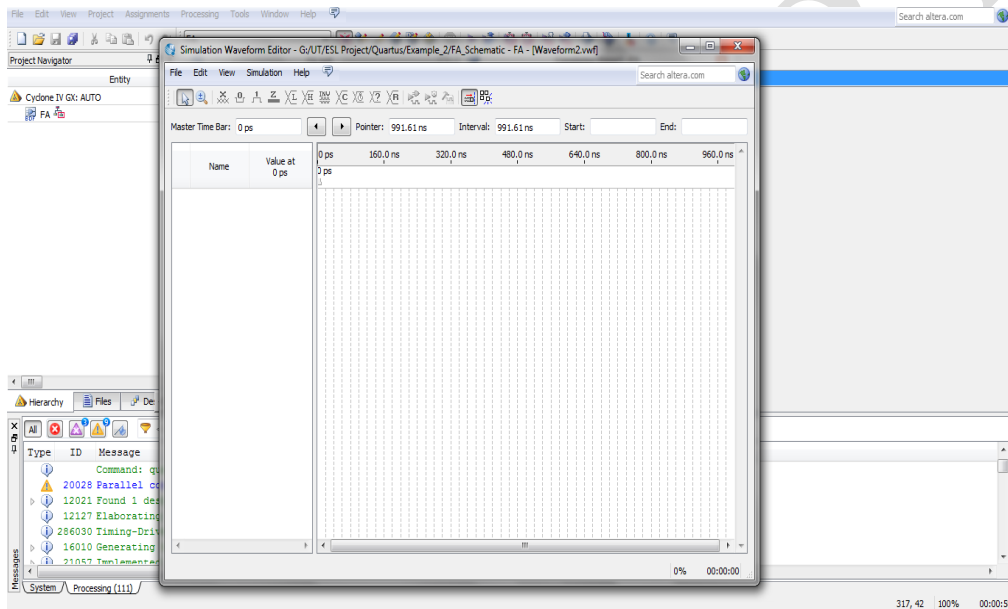 File Edit View Project Assignments Processing Tools Window Help
Search altera.com
Project Navigator
Entity
Cyclone IV GX: AUTO
FA
Simulation Waveform Editor - G:/UT/ESL Project/Quartus/Example_2/FA_Schematic - FA - [Waveform2.vwf]
File Edit View Simulation Help
Search altera.com
Master Time Bar: 0 ps Pointer: 991.61 ns Interval: 991.61 ns Start: End:
Name Value at 0 ps
0 ps 160.0 ns 320.0 ns 480.0 ns 640.0 ns 800.0 ns 960.0 ns
0 ps
0% 00:00:00
Hierarchy Files De
All
Type ID Message
Command: qu
20028 Parallel co
12021 Found 1 des
12127 Elaborating
286030 Timing-Driv
16010 Generating
21057 Implemented
Messages
System Processing (111)
317, 42 100% 00:00:5